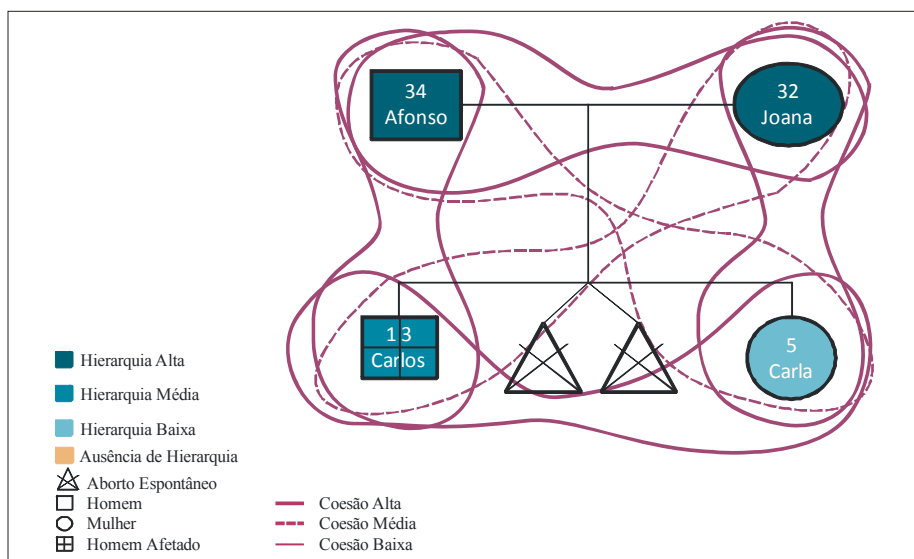 34
Afonso
32
Joana
13
Carlos
5
Carla
Hierarquia Alta
Hierarquia Média
Hierarquia Baixa
Ausência de Hierarquia
Aborto Espontâneo
Homem
Mulher
Homem Afetado
Coesão Alta
Coesão Média
Coesão Baixa